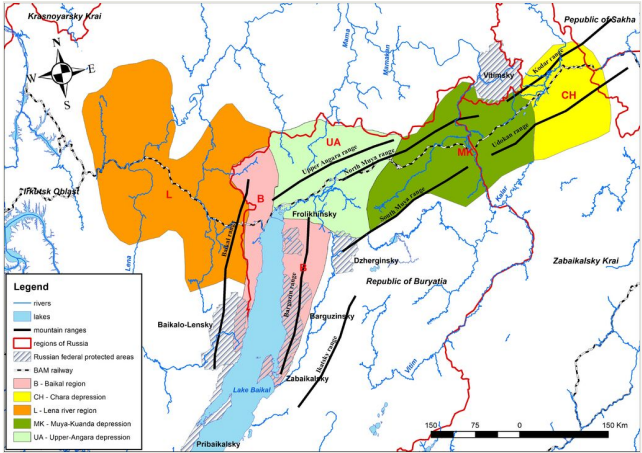 Krasnoyarsky Krai
Pepublic of Sakha
N
W
E
S
Mama
Mamakan
Vitimsky
Kodar range
CH
UA
Udokan range
MK
Upper Angara range
North Muya range
L
B
Irkutsk Oblast
South Muya range
Frolikhinsky
Baikal range
Lena
B
Dzherginsky
Zabaikalsky Krai
Republic of Buryatia
Legend
rivers
lakes
mountain ranges
regions of Russia
Russian federal protected areas
BAM railway
B - Baikal region
CH - Chara depression
L - Lena river region
MK - Muya-Kuanda depression
UA - Upper-Angara depression
Barguzin range
Baikalo-Lensky
Barguzinsky
Ikatsky range
Vitim
Zabaikalsky
Lake Baikal
Pribaikalsky
150
75
0
150 Km